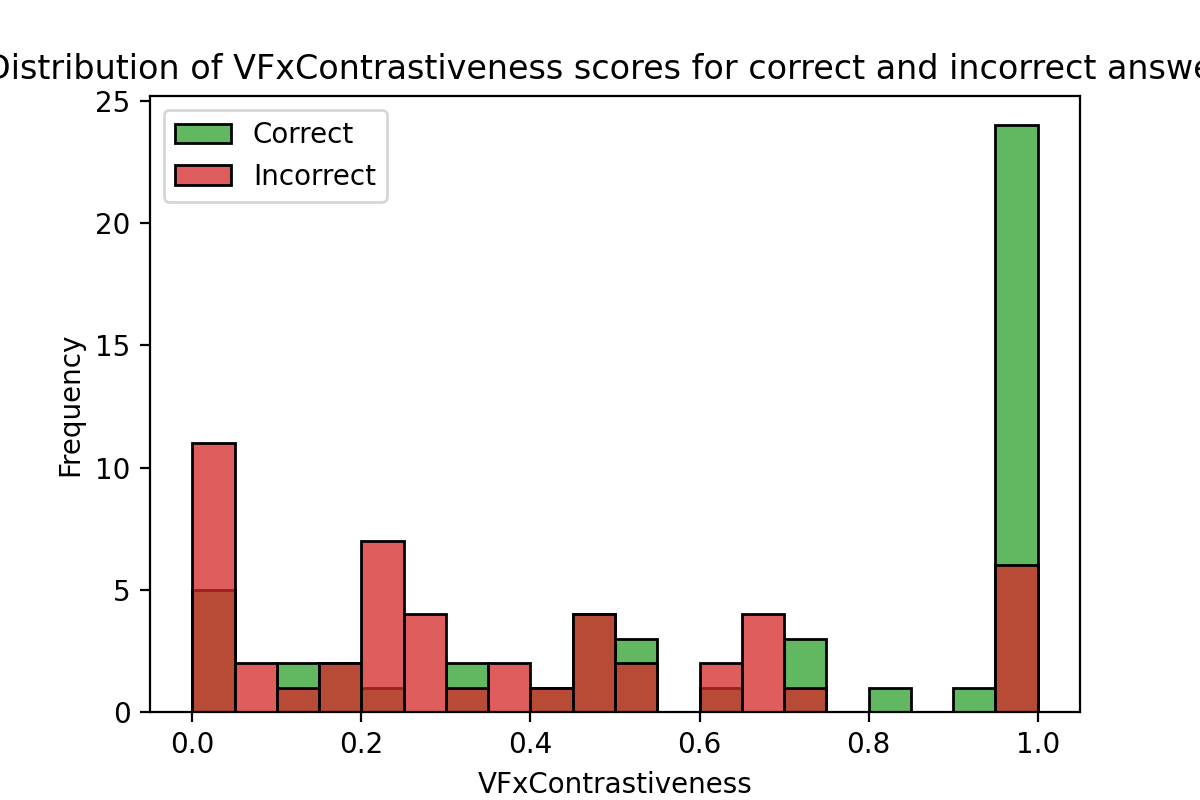 Distribution of VFxContrastiveness scores for correct and incorrect answe
25
Correct
Incorrect
20
15
10
5
0
Frequency
0.0 0.2 0.4 0.6 0.8 1.0
VFxContrastiveness